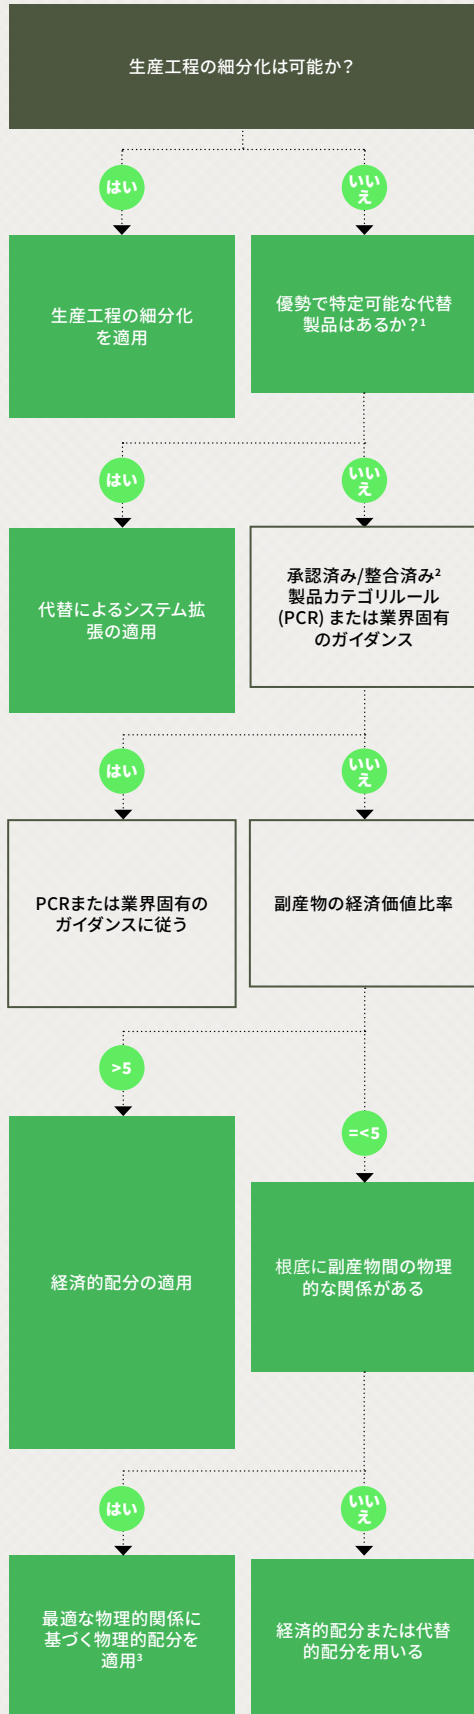 生産工程の細分化は可能か？
はい
いい
え
生産工程の細分化
を適用
優勢で特定可能な代替
製品はあるか？¹
はい
いい
え
代替によるシステム拡
張の適用
承認済み/整合済み²
製品カテゴリルール
(PCR) または業界固有
のガイダンス
はい
いい
え
PCRまたは業界固有の
ガイダンスに従う
副産物の経済価値比率
>5
=<5
経済的配分の適用
根底に副産物間の物理
的な関係がある
はい
いい
え
最適な物理的関係に
基づく物理的配分を
適用³
経済的配分または代替
的配分を用いる